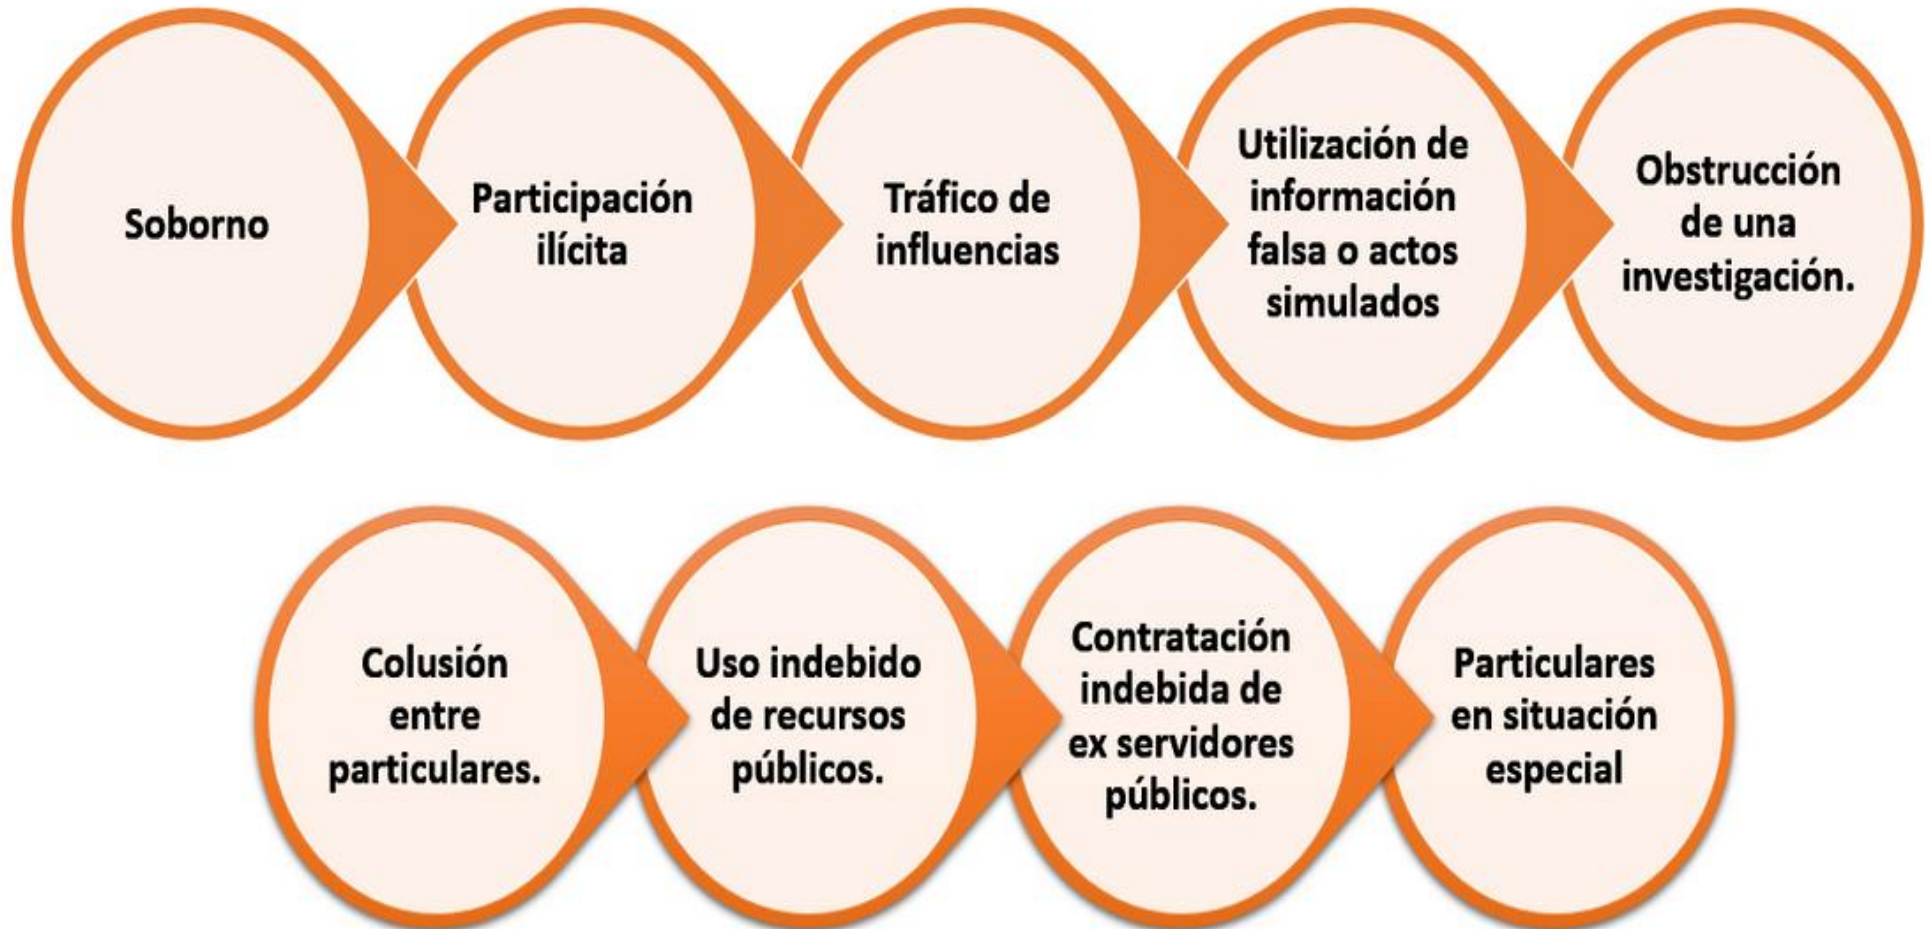 Soborno
Participación
ilícita
Tráfico de
influencias
Utilización de
información
falsa o actos
simulados
Obstrucción
de una
investigación.
Colusión
entre
particulares.
Uso indebido
de recursos
públicos.
Contratación
indebida de
ex servidores
públicos.
Particulares
en situación
especial